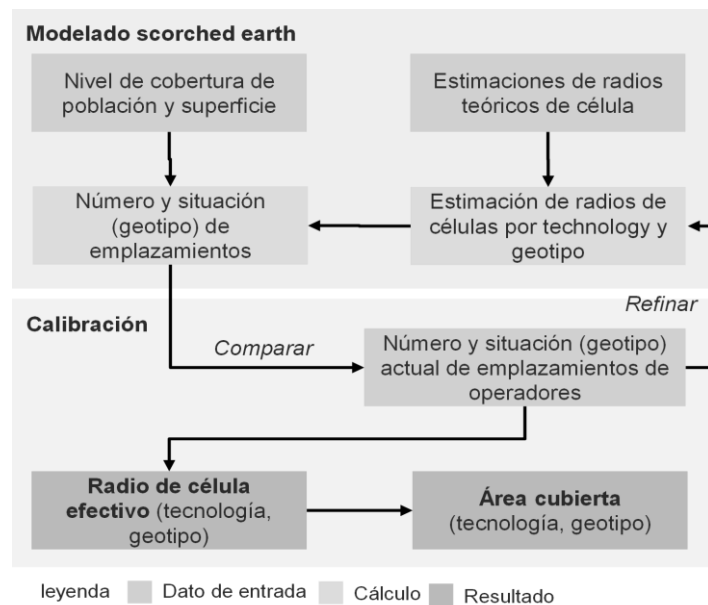 Modelado scorched earth
Nivel de cobertura de
población y superficie
Estimaciones de radios
teóricos de célula
Número y situación
(geotipo) de
emplazamientos
Estimación de radios de
células por technology y
geotipo
Refinar
Calibración
Comparar
Número y situación (geotipo)
actual de emplazamientos de
operadores
Radio de célula
efectivo (tecnología,
geotipo)
Área cubierta
(tecnología, geotipo)
leyenda Dato de entrada Cálculo Resultado